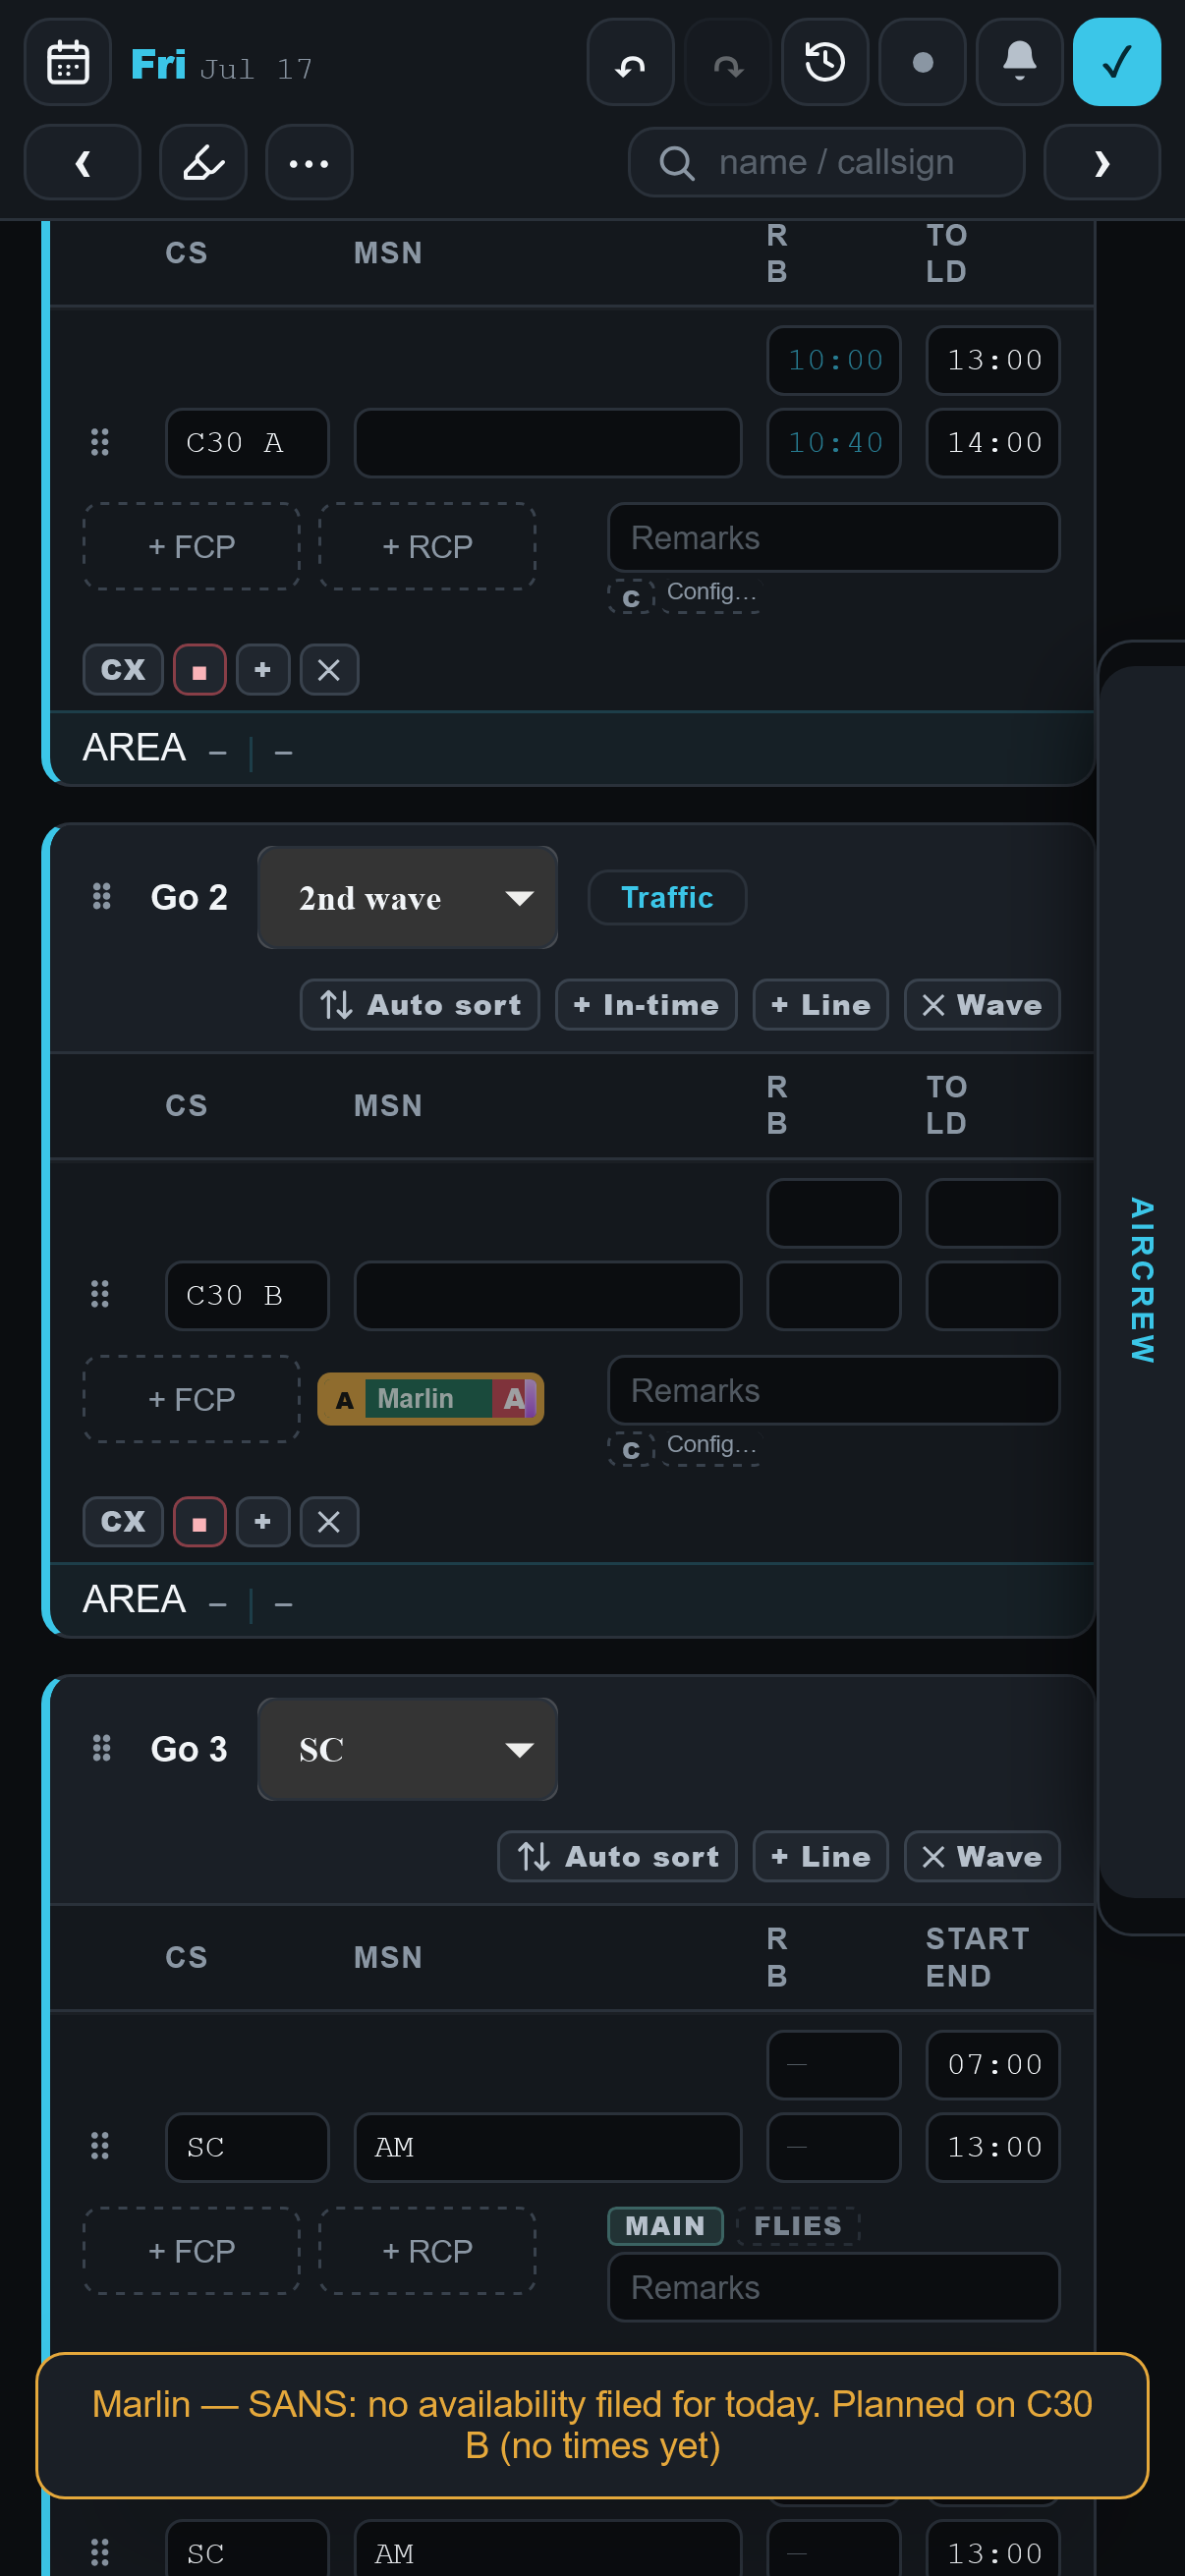 Fri Jul 17
name / callsign
CS MSN R TO
B LD
10:00 13:00
C30 A 10:40 14:00
+ FCP + RCP Remarks
C Config...
CX + ×
AREA – | –
Go 2 2nd wave Traffic
Auto sort + In-time + Line × Wave
CS MSN R TO
B LD
C30 B
+ FCP A Marlin A Remarks
C Config...
CX + ×
AREA – | –
AIRCREW
Go 3 SC
Auto sort + Line × Wave
CS MSN R START
B END
— 07:00
SC AM — 13:00
+ FCP + RCP MAIN FLIES
Remarks
Marlin — SANS: no availability filed for today. Planned on C30
B (no times yet)
SC AM — 13:00